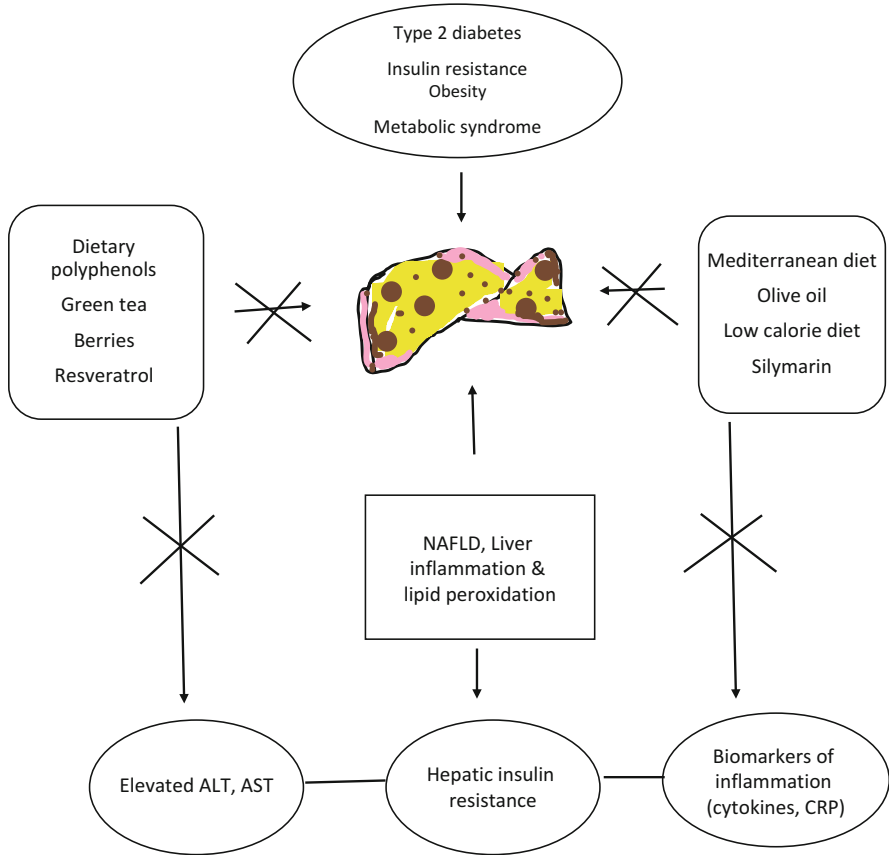 Type 2 diabetes
Insulin resistance
Obesity
Metabolic syndrome
Dietary
polyphenols
Green tea
Berries
Resveratrol
Mediterranean diet
Olive oil
Low calorie diet
Silymarin
NAFLD, Liver
inflammation &
lipid peroxidation
Elevated ALT, AST
Hepatic insulin
resistance
Biomarkers of
inflammation
(cytokines, CRP)